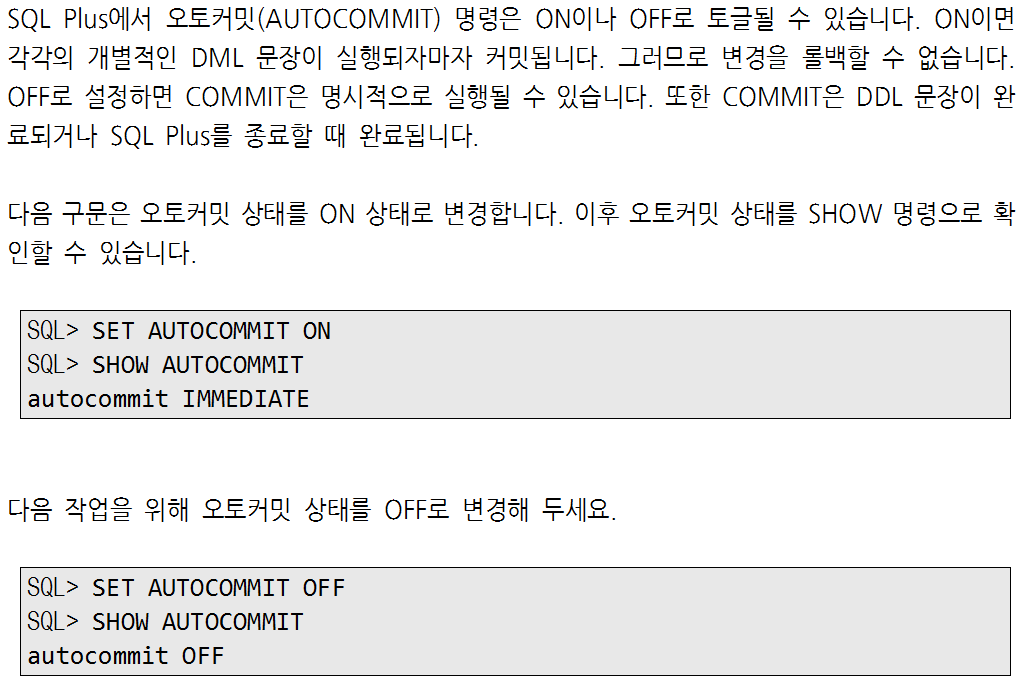 SQL Plus에서 오토커밋(AUTOCOMMIT) 명령은 ON이나 OFF로 토글될 수 있습니다. ON이면
각각의 개별적인 DML 문장이 실행되자마자 커밋됩니다. 그러므로 변경을 롤백할 수 없습니다.
OFF로 설정하면 COMMIT은 명시적으로 실행될 수 있습니다. 또한 COMMIT은 DDL 문장이 완
료되거나 SQL Plus를 종료할 때 완료됩니다.
다음 구문은 오토커밋 상태를 ON 상태로 변경합니다. 이후 오토커밋 상태를 SHOW 명령으로 확
인할 수 있습니다.
SQL> SET AUTOCOMMIT ON
SQL> SHOW AUTOCOMMIT
autocommit IMMEDIATE
다음 작업을 위해 오토커밋 상태를 OFF로 변경해 두세요.
SQL> SET AUTOCOMMIT OFF
SQL> SHOW AUTOCOMMIT
autocommit OFF